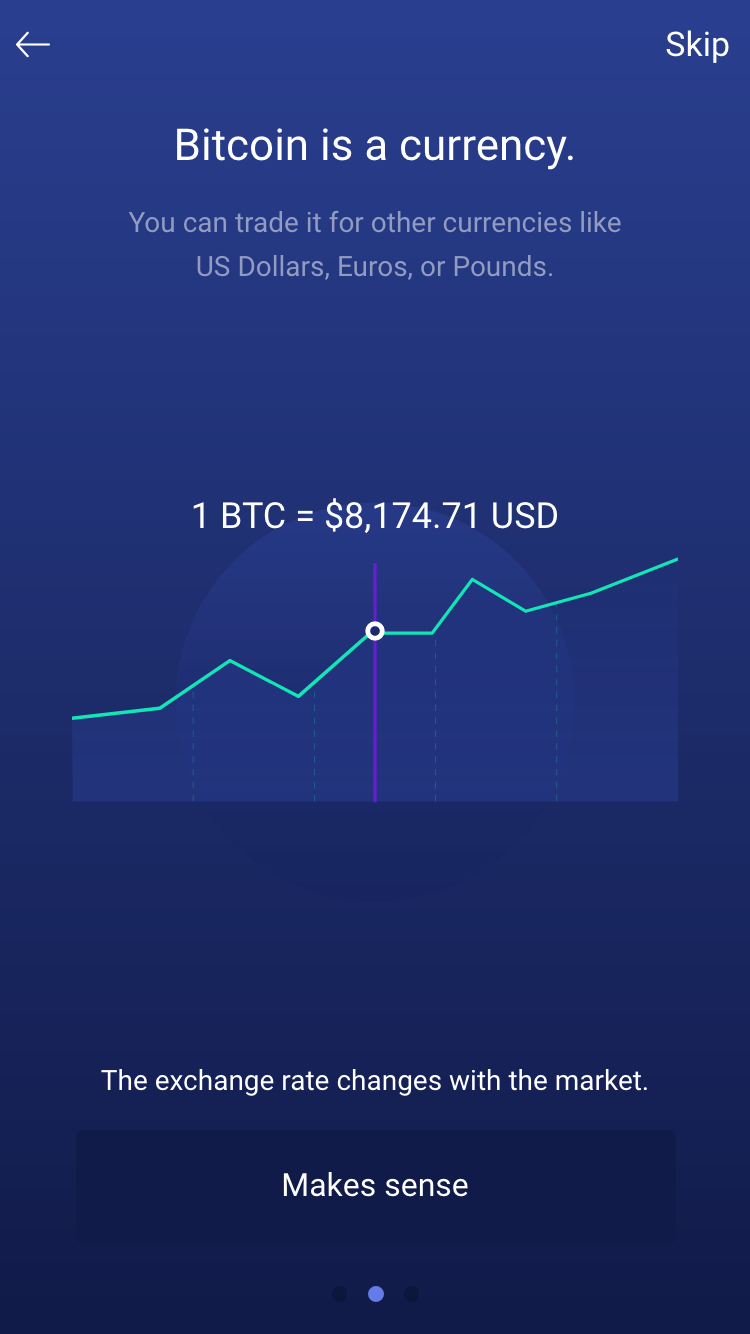 Skip
Bitcoin is a currency.
You can trade it for other currencies like
US Dollars, Euros, or Pounds.
1 BTC = $8,174.71 USD
The exchange rate changes with the market.
Makes sense